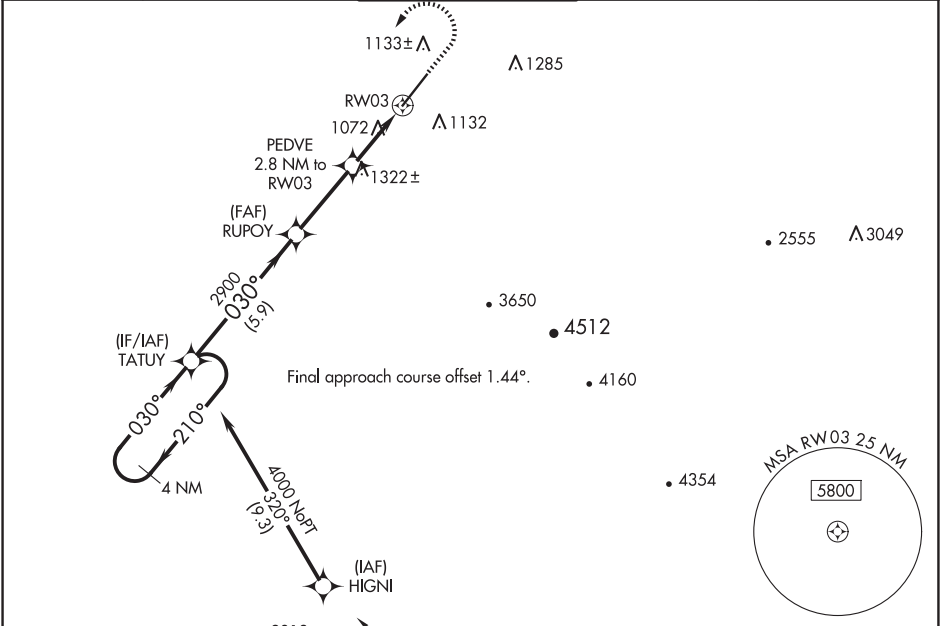 1133±
1285
RW03
1072
1132
PEDVE
2.8 NM to
RW03
1322±
(FAF)
RUPOY
2555
3049
2900
030°
(5.9)
3650
4512
(IF/IAF)
TATUY
Final approach course offset 1.44°.
4160
030°
210°
4 NM
4000 NoPT
320°
(9.3)
4354
MSA RW03 25 NM
5800
(IAF)
HIGNI